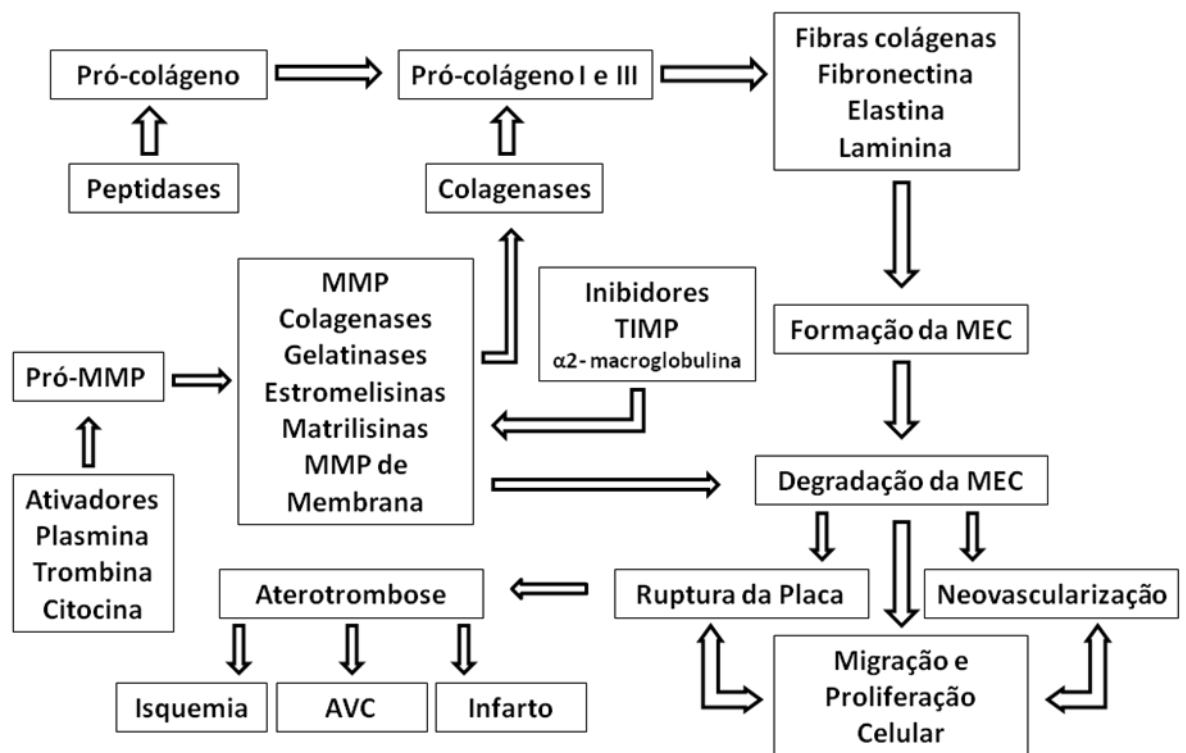 Pró-colágeno
Pró-colágeno I e III
Fibras colágenas
Fibronectina
Elastina
Laminina
Peptidases
Colagenases
MMP
Colagenases
Gelatinases
Estromelisinas
Matrilisinas
MMP de
Membrana
Inibidores
TIMP
α2- macroglobulina
Formação da MEC
Pró-MMP
Ativadores
Plasmina
Trombina
Citocina
Degradação da MEC
Aterotrombose
Ruptura da Placa
Neovascularização
Isquemia
AVC
Infarto
Migração e
Proliferação
Celular